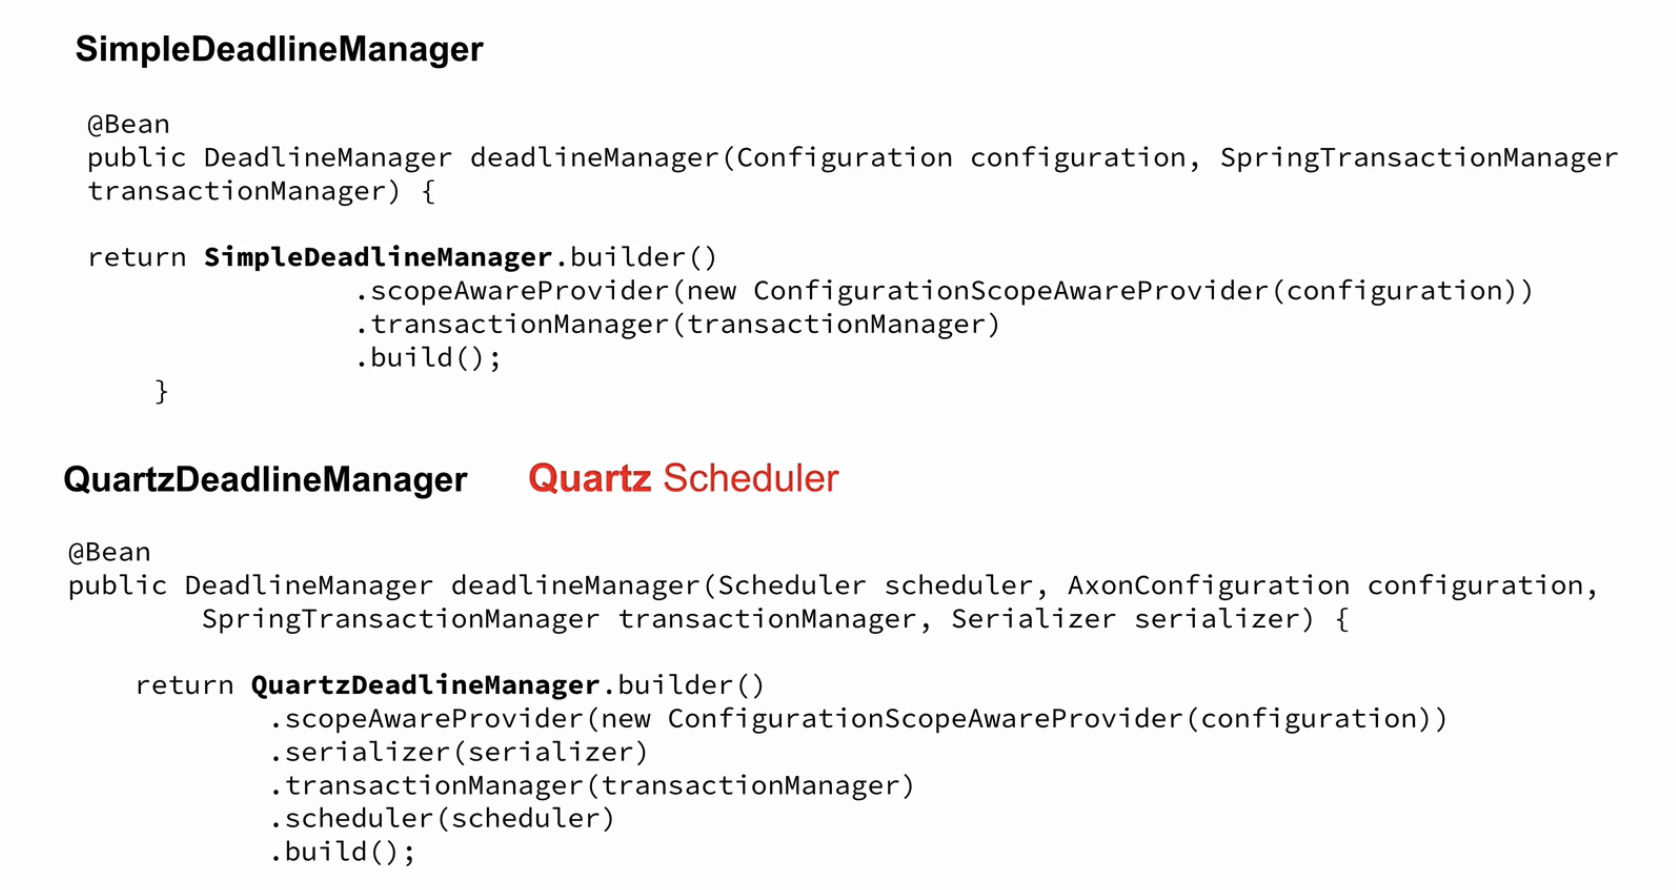 SimpleDeadlineManager
@Bean
public DeadlineManager deadlineManager(Configuration configuration, SpringTransactionManager
transactionManager) {
return SimpleDeadlineManager.builder()
.scopeAwareProvider(new ConfigurationScopeAwareProvider(configuration))
.transactionManager(transactionManager)
.build();
}
QuartzDeadlineManager Quartz Scheduler
@Bean
public DeadlineManager deadlineManager(Scheduler scheduler, AxonConfiguration configuration,
SpringTransactionManager transactionManager, Serializer serializer) {
return QuartzDeadlineManager.builder()
.scopeAwareProvider(new ConfigurationScopeAwareProvider(configuration))
.serializer(serializer)
.transactionManager(transactionManager)
.scheduler(scheduler)
.build();